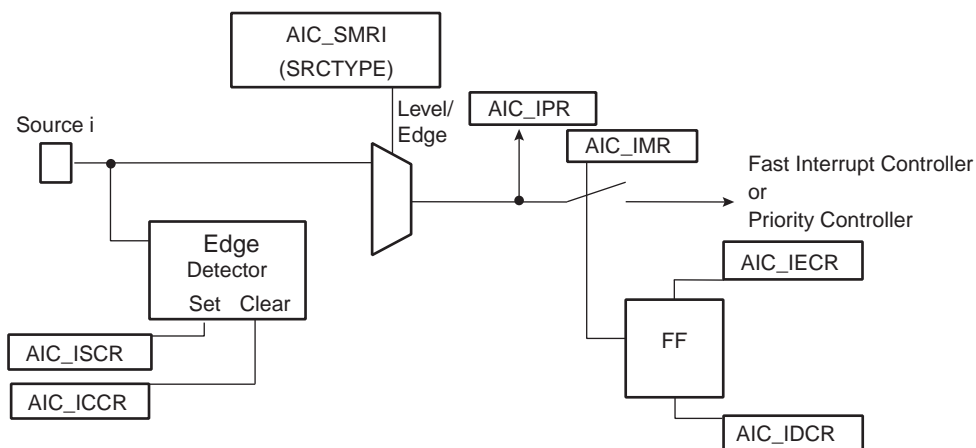 AIC_SMRI
(SRCTYPE)
Level/
Edge
Source i
AIC_IPR
AIC_IMR
Fast Interrupt Controller
or
Priority Controller
Edge
Detector
Set Clear
AIC_IECR
FF
AIC_ISCR
AIC_ICCR
AIC_IDCR